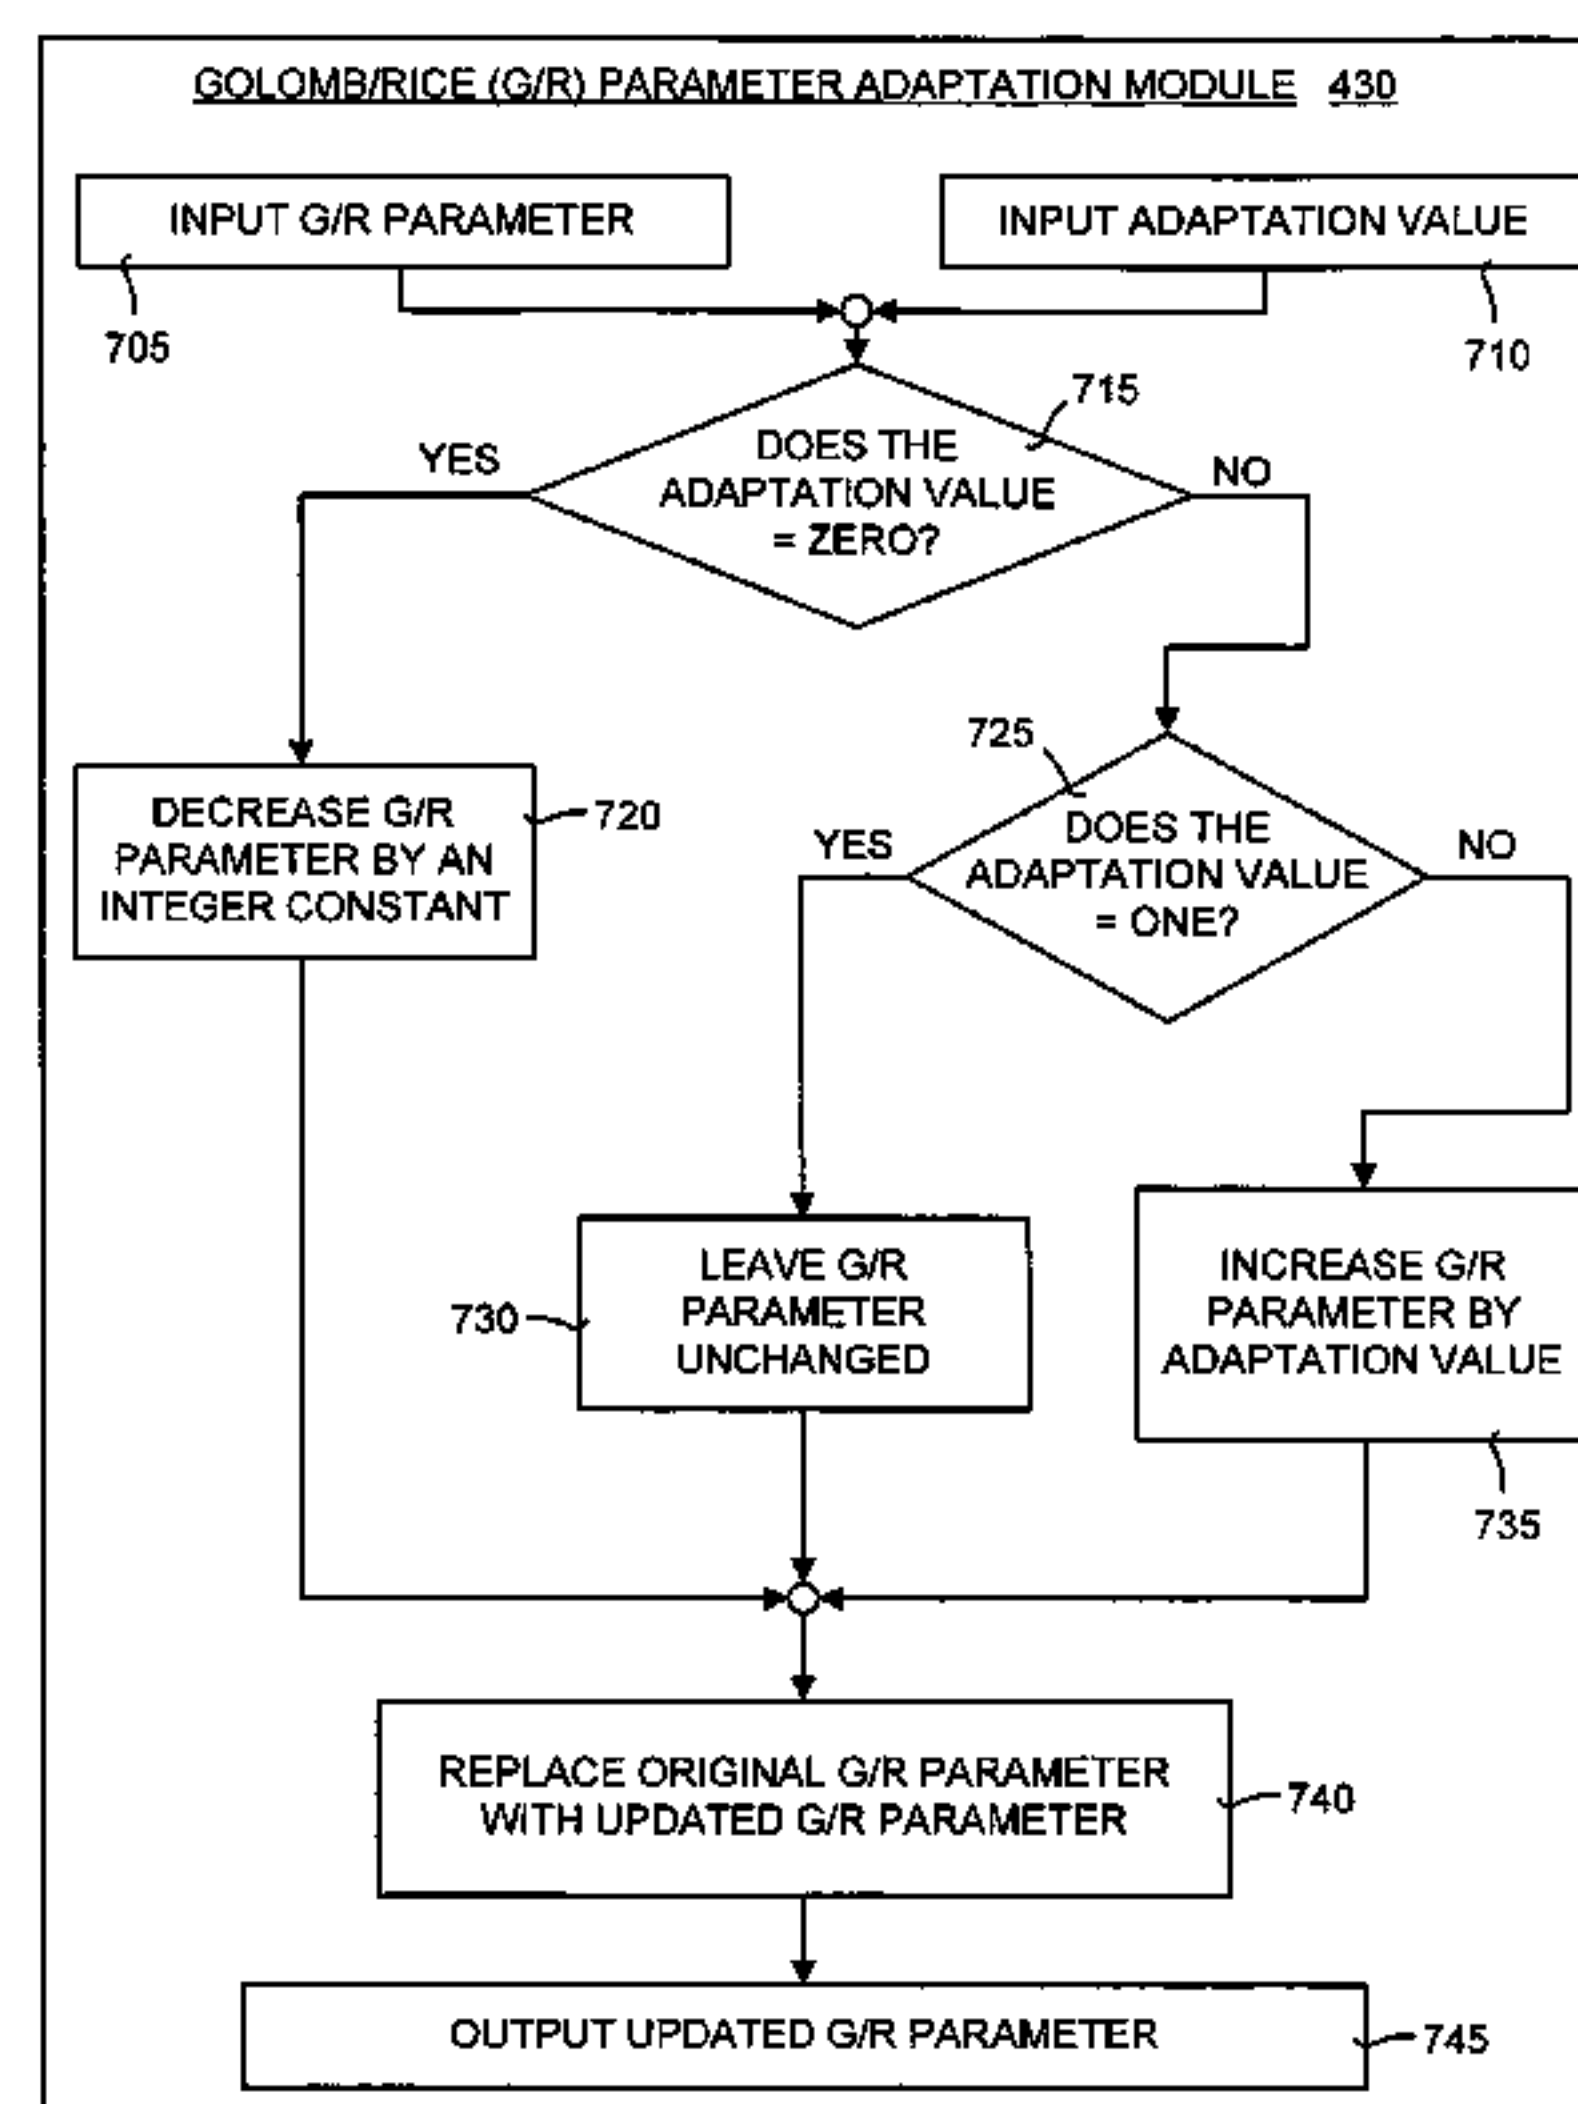 GOLOMB/RICE (G/R) PARAMETER ADAPTATION MODULE 430
INPUT G/R PARAMETER
INPUT ADAPTATION VALUE
705
710
715
DOES THE
ADAPTATION VALUE
= ZERO?
YES
NO
725
DECREASE G/R
PARAMETER BY AN
INTEGER CONSTANT
720
DOES THE
ADAPTATION VALUE
= ONE?
YES
NO
LEAVE G/R
PARAMETER
UNCHANGED
730
INCREASE G/R
PARAMETER BY
ADAPTATION VALUE
735
REPLACE ORIGINAL G/R PARAMETER
WITH UPDATED G/R PARAMETER
740
OUTPUT UPDATED G/R PARAMETER
745